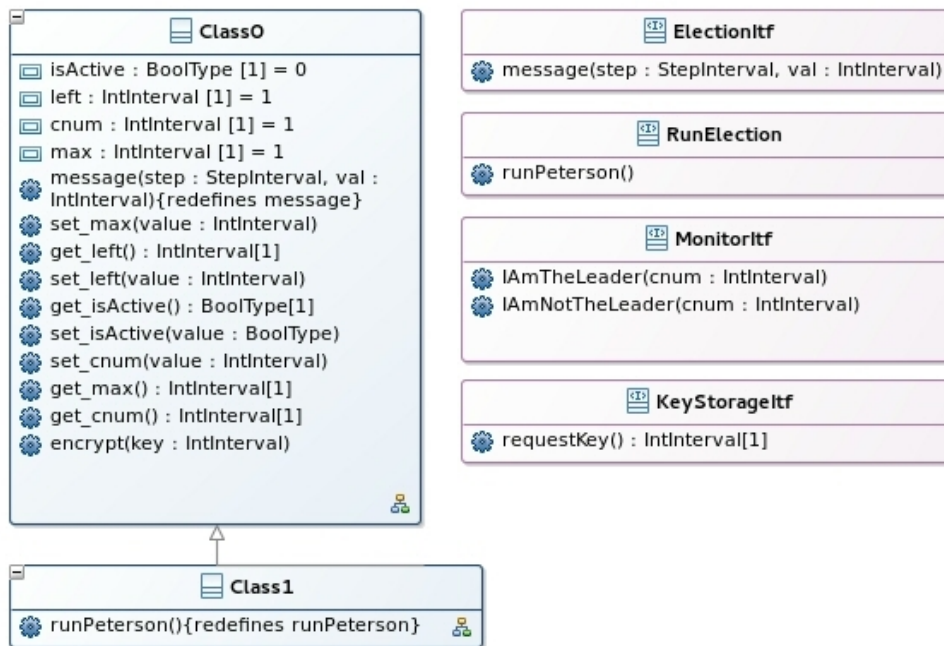 Class0
isActive : BoolType [1] = 0
left : IntInterval [1] = 1
cnum : IntInterval [1] = 1
max : IntInterval [1] = 1
message(step : StepInterval, val :
IntInterval){redefines message}
set_max(value : IntInterval)
get_left() : IntInterval[1]
set_left(value : IntInterval)
get_isActive() : BoolType[1]
set_isActive(value : BoolType)
set_cnum(value : IntInterval)
get_max() : IntInterval[1]
get_cnum() : IntInterval[1]
encrypt(key : IntInterval)
Class1
runPeterson(){redefines runPeterson}
<I> ElectionItf
message(step : StepInterval, val : IntInterval)
<I> RunElection
runPeterson()
<I> MonitorItf
IAmTheLeader(cnum : IntInterval)
IAmNotTheLeader(cnum : IntInterval)
<I> KeyStorageItf
requestKey() : IntInterval[1]